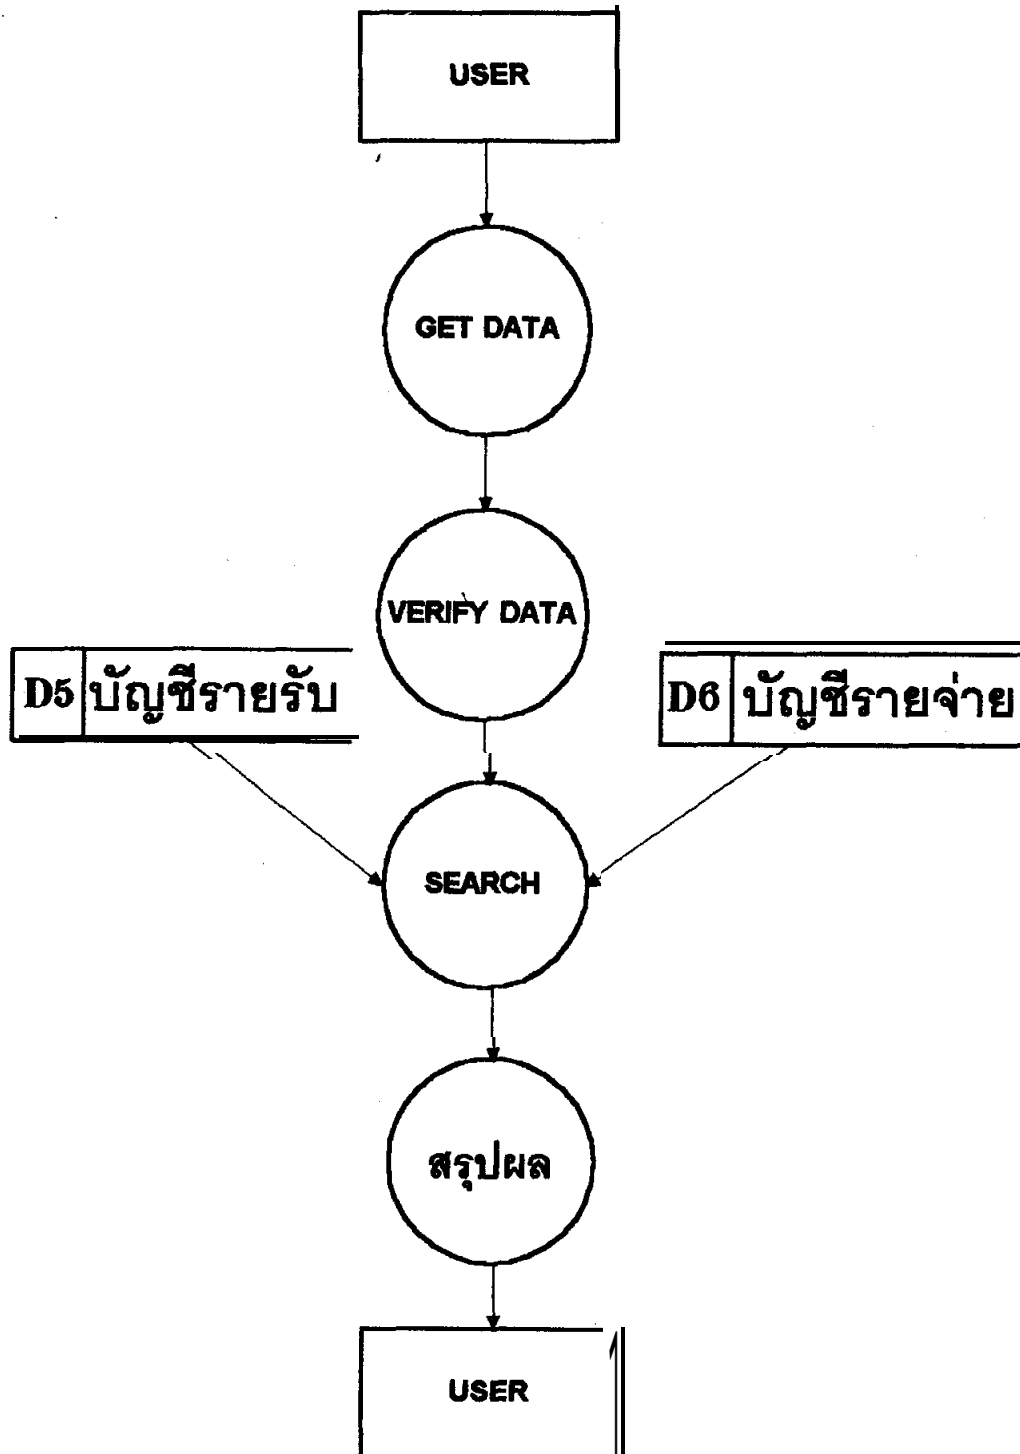 USER
GET DATA
VERIFY DATA
D5 บัญชีรายรับ
D6 บัญชีรายจ่าย
SEARCH
สรุปผล
USER